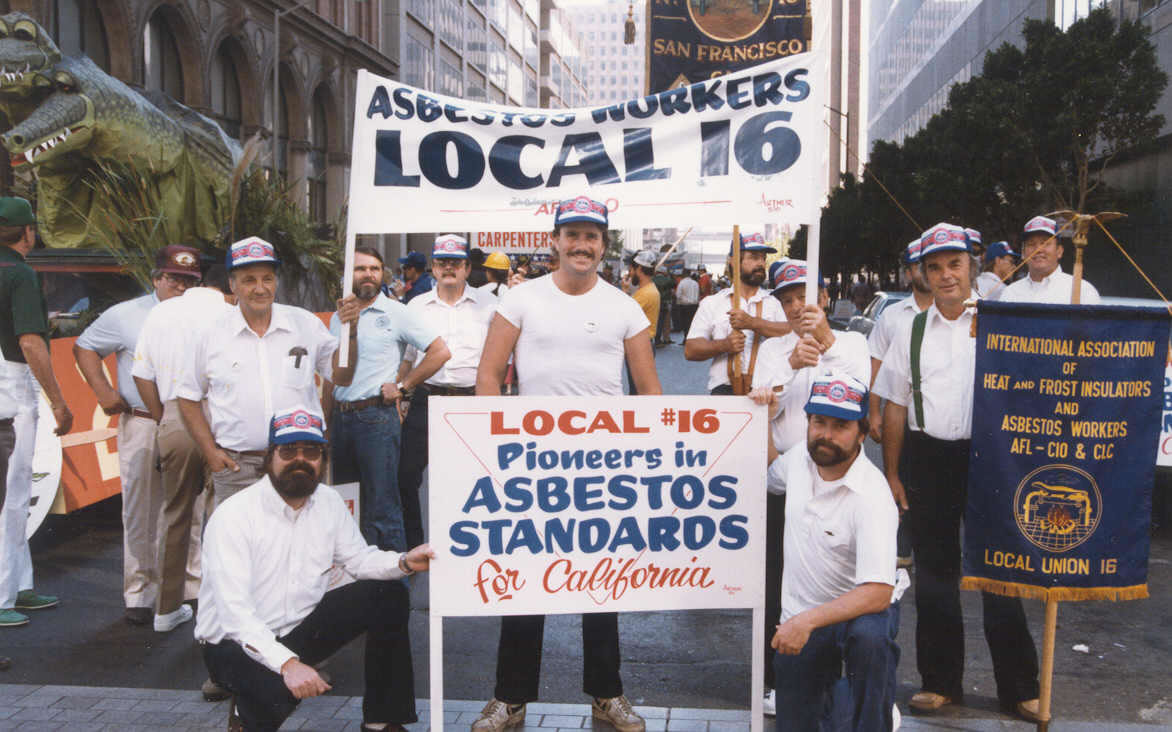 SAN FRANCISCO
ASBESTOS WORKERS
LOCAL 16
CARPENTERS
LOCAL #16
Pioneers in
ASBESTOS
STANDARDS
for California
INTERNATIONAL ASSOCIATION
OF
HEAT AND FROST INSULATORS
AND
ASBESTOS WORKERS
AFL-CIO & CLC
LOCAL UNION 16